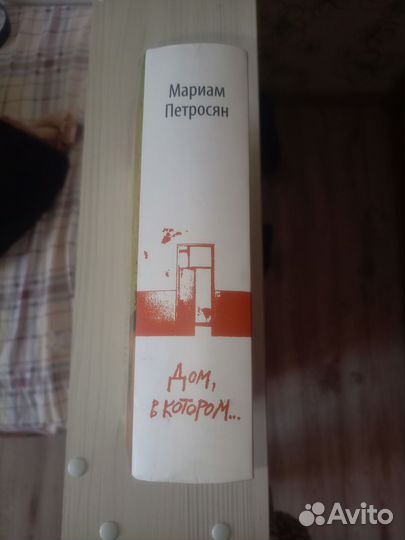 Мариам
Петросян
Дом,
в котором...
Avito